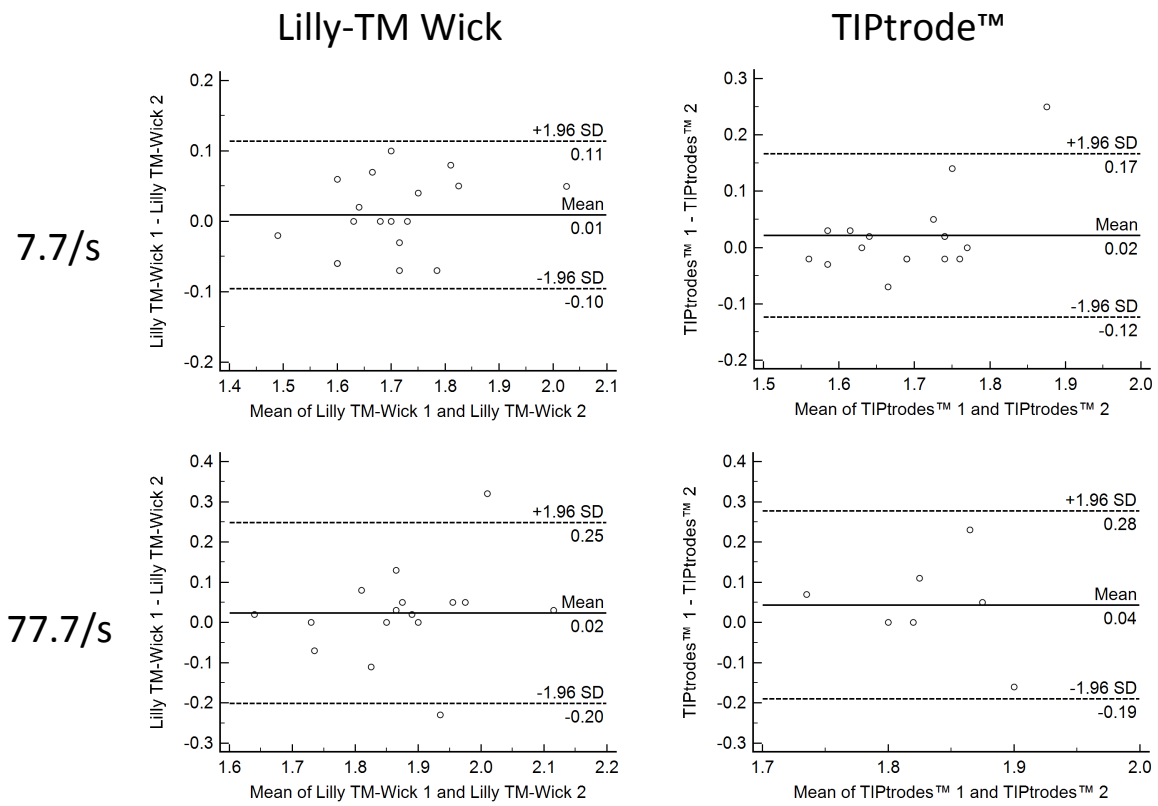 Lilly-TM Wick
TIPtrode™
7.7/s
Lilly TM-Wick 1 - Lilly TM-Wick 2
0.2
0.1
0.0
-0.1
-0.2
+1.96 SD
0.11
Mean
0.01
-1.96 SD
-0.10
1.4 1.5 1.6 1.7 1.8 1.9 2.0 2.1
Mean of Lilly TM-Wick 1 and Lilly TM-Wick 2
TIPtrodes™ 1 - TIPtrodes™ 2
0.3
0.2
0.1
0.0
-0.1
-0.2
+1.96 SD
0.17
Mean
0.02
-1.96 SD
-0.12
1.5 1.6 1.7 1.8 1.9 2.0
Mean of TIPtrodes™ 1 and TIPtrodes™ 2
77.7/s
Lilly TM-Wick 1 - Lilly TM-Wick 2
0.4
0.3
0.2
0.1
0.0
-0.1
-0.2
-0.3
+1.96 SD
0.25
Mean
0.02
-1.96 SD
-0.20
1.6 1.7 1.8 1.9 2.0 2.1 2.2
Mean of Lilly TM-Wick 1 and Lilly TM-Wick 2
TIPtrodes™ 1 - TIPtrodes™ 2
0.4
0.3
0.2
0.1
0.0
-0.1
-0.2
-0.3
+1.96 SD
0.28
Mean
0.04
-1.96 SD
-0.19
1.7 1.8 1.9 2.0
Mean of TIPtrodes™ 1 and TIPtrodes™ 2